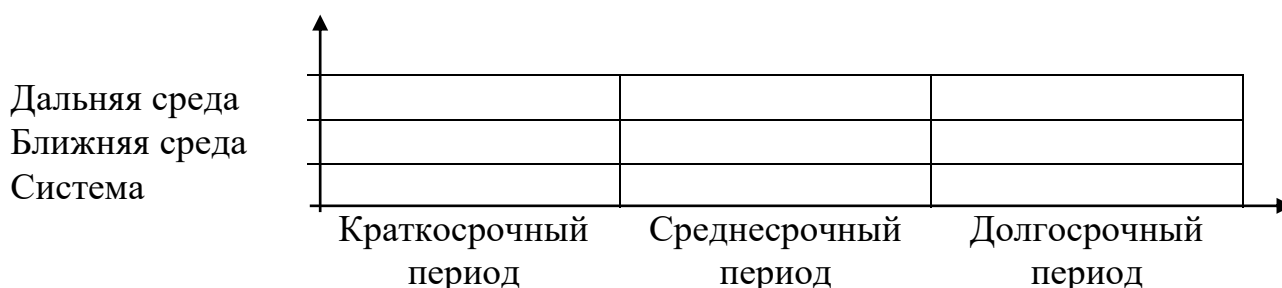 Дальняя среда
Ближняя среда
Система
Краткосрочный период
Среднесрочный период
Долгосрочный период